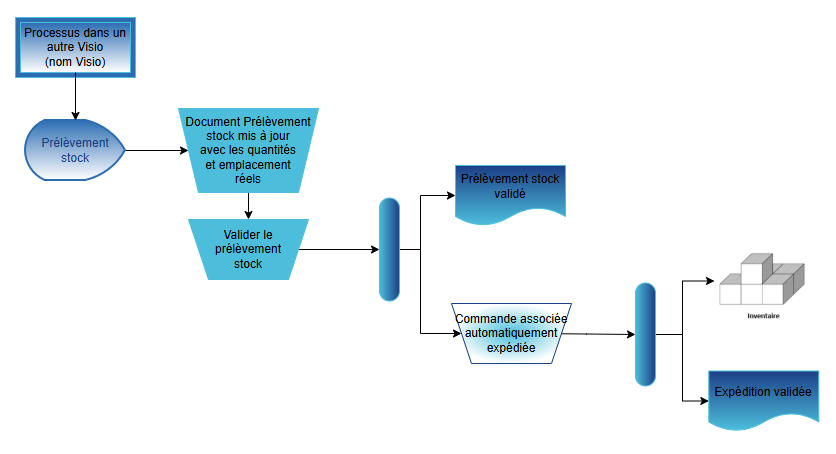 Processus dans un
autre Visio
(nom Visio)
Prélèvement
stock
Document Prélèvement
stock mis à jour
avec les quantités
et emplacement
réels
Valider le
prélèvement
stock
Prélèvement stock
validé
Commande associée
automatiquement
expédiée
Inventaire
Expédition validée